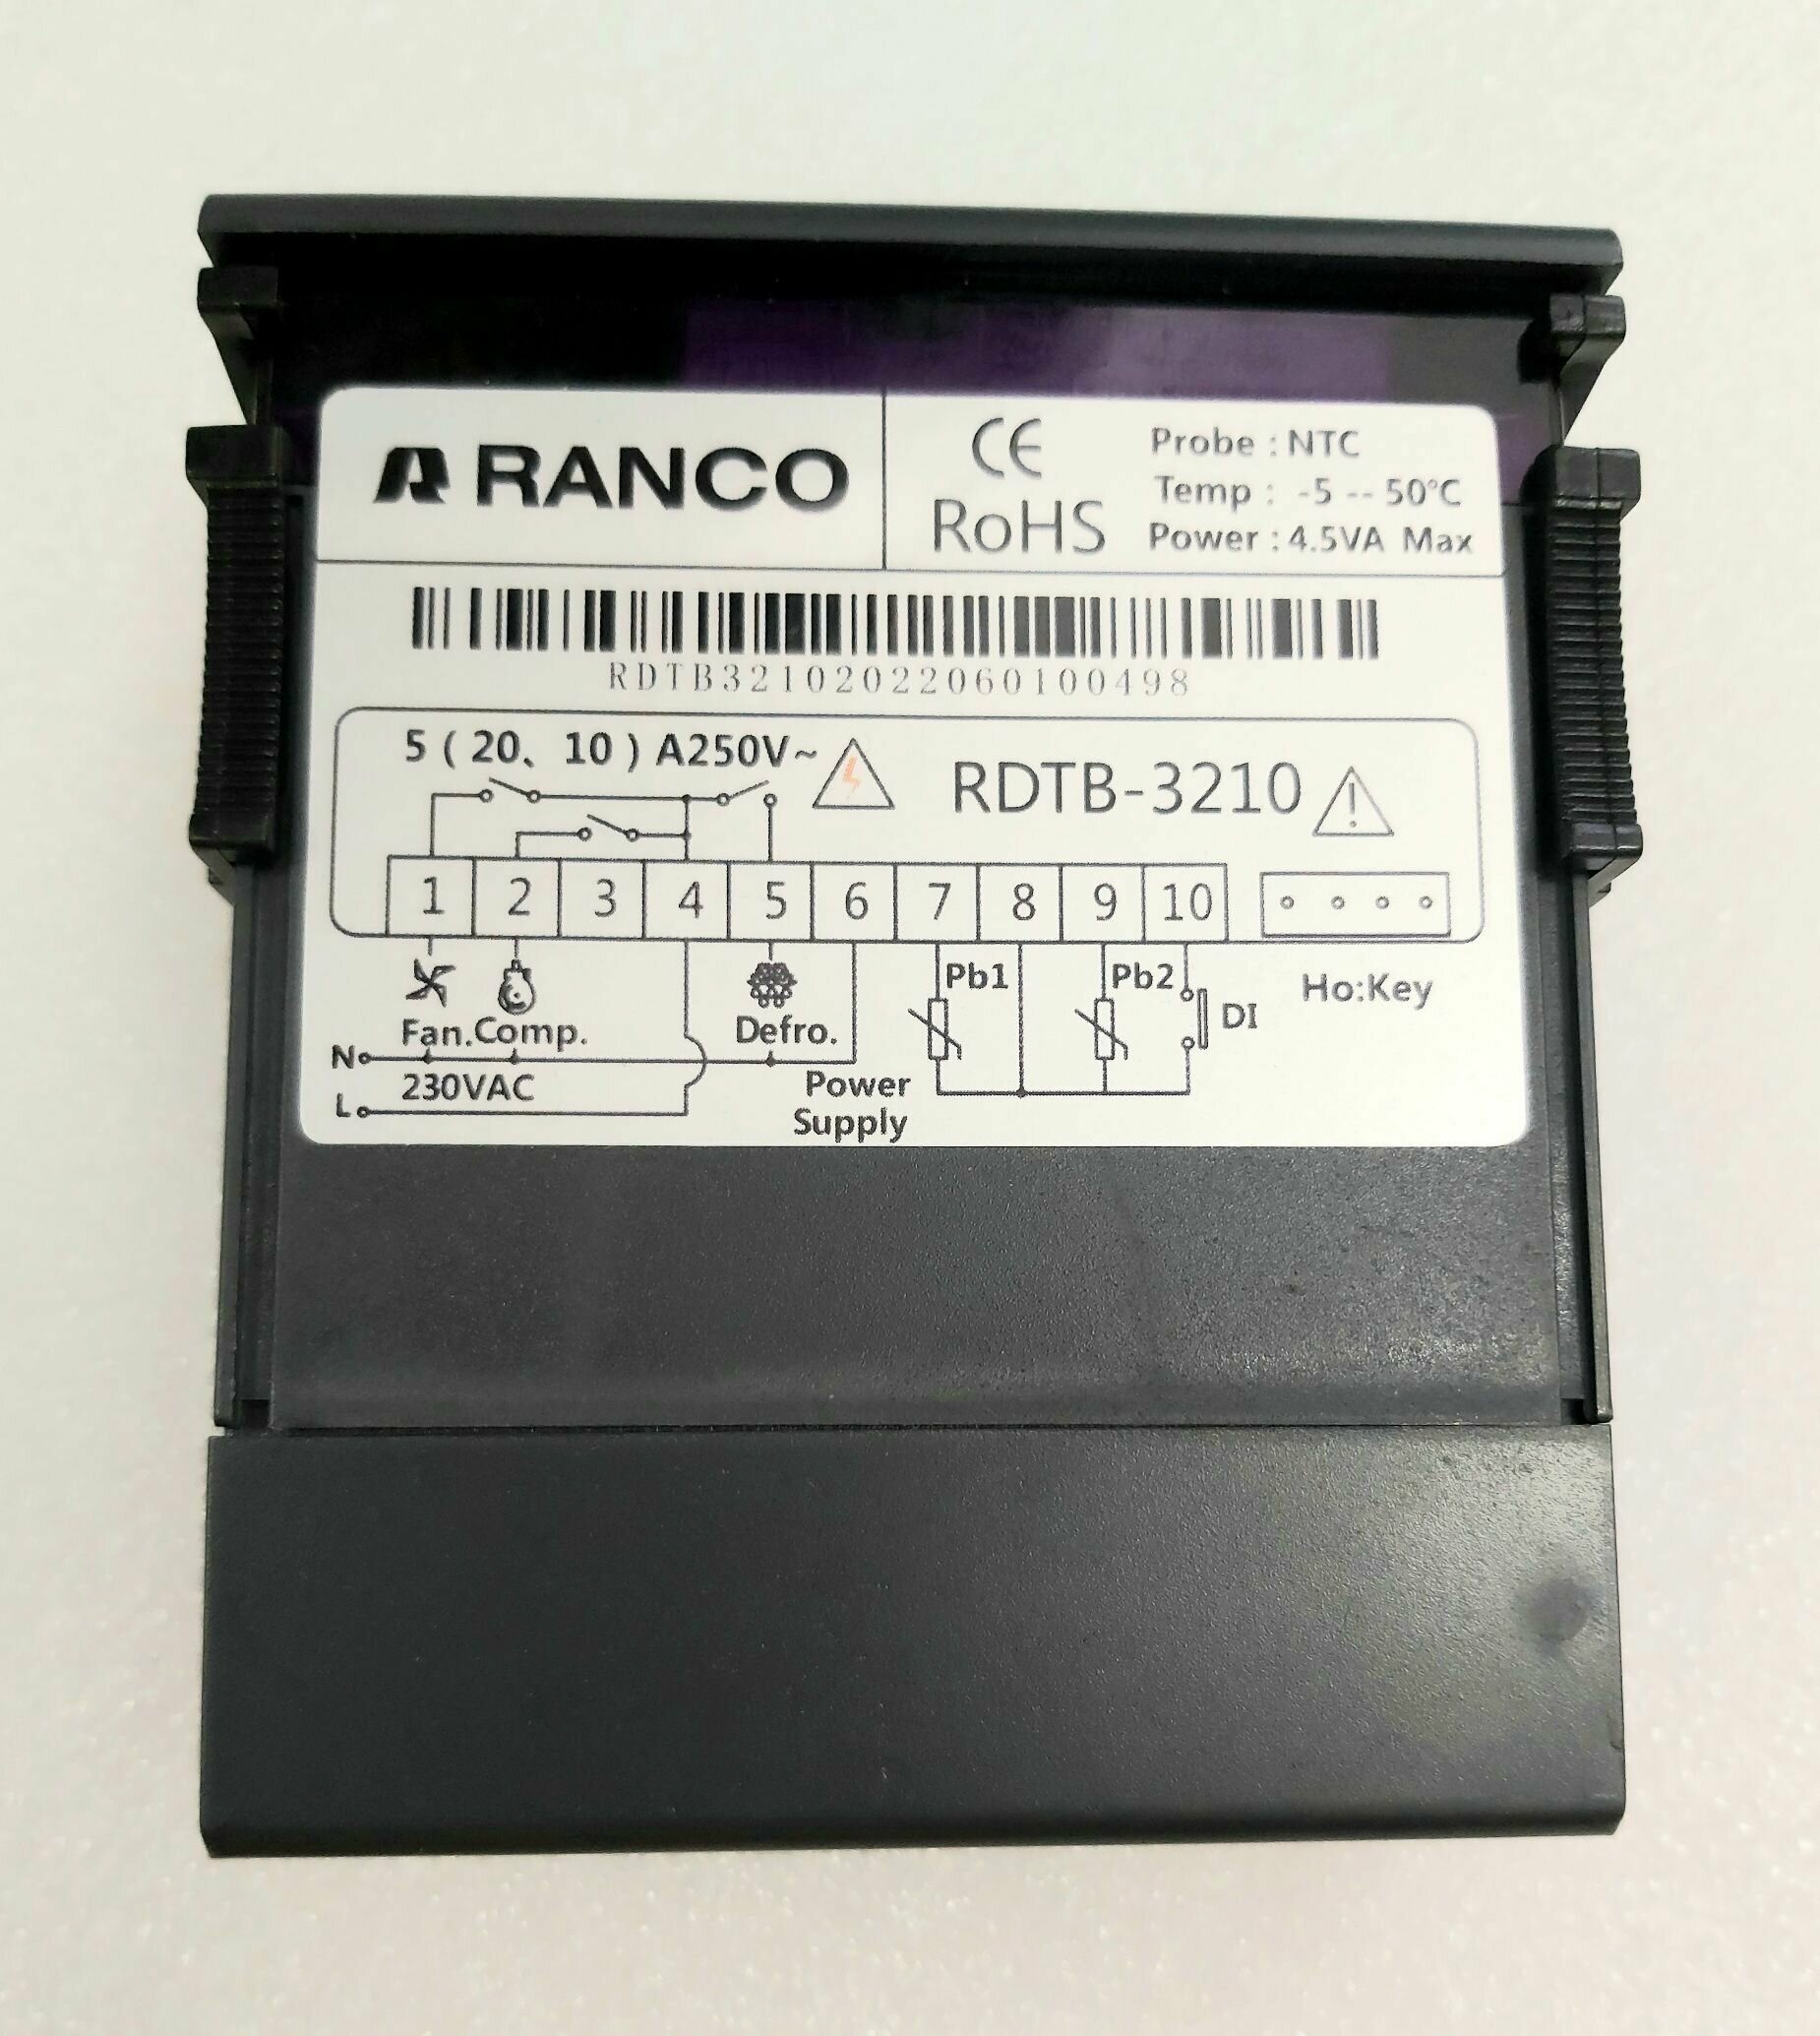 RANCO
CE
RoHS
Probe : NTC
Temp : -5 -- 50°C
Power : 4.5VA Max
RDTB32102022060100498
5 ( 20、10 ) A250V~
RDTB-3210
1 2 3 4 5 6 7 8 9 10
Fan. Comp.
Defro.
Pb1
Pb2
DI
Ho:Key
N
230VAC
L
Power
Supply